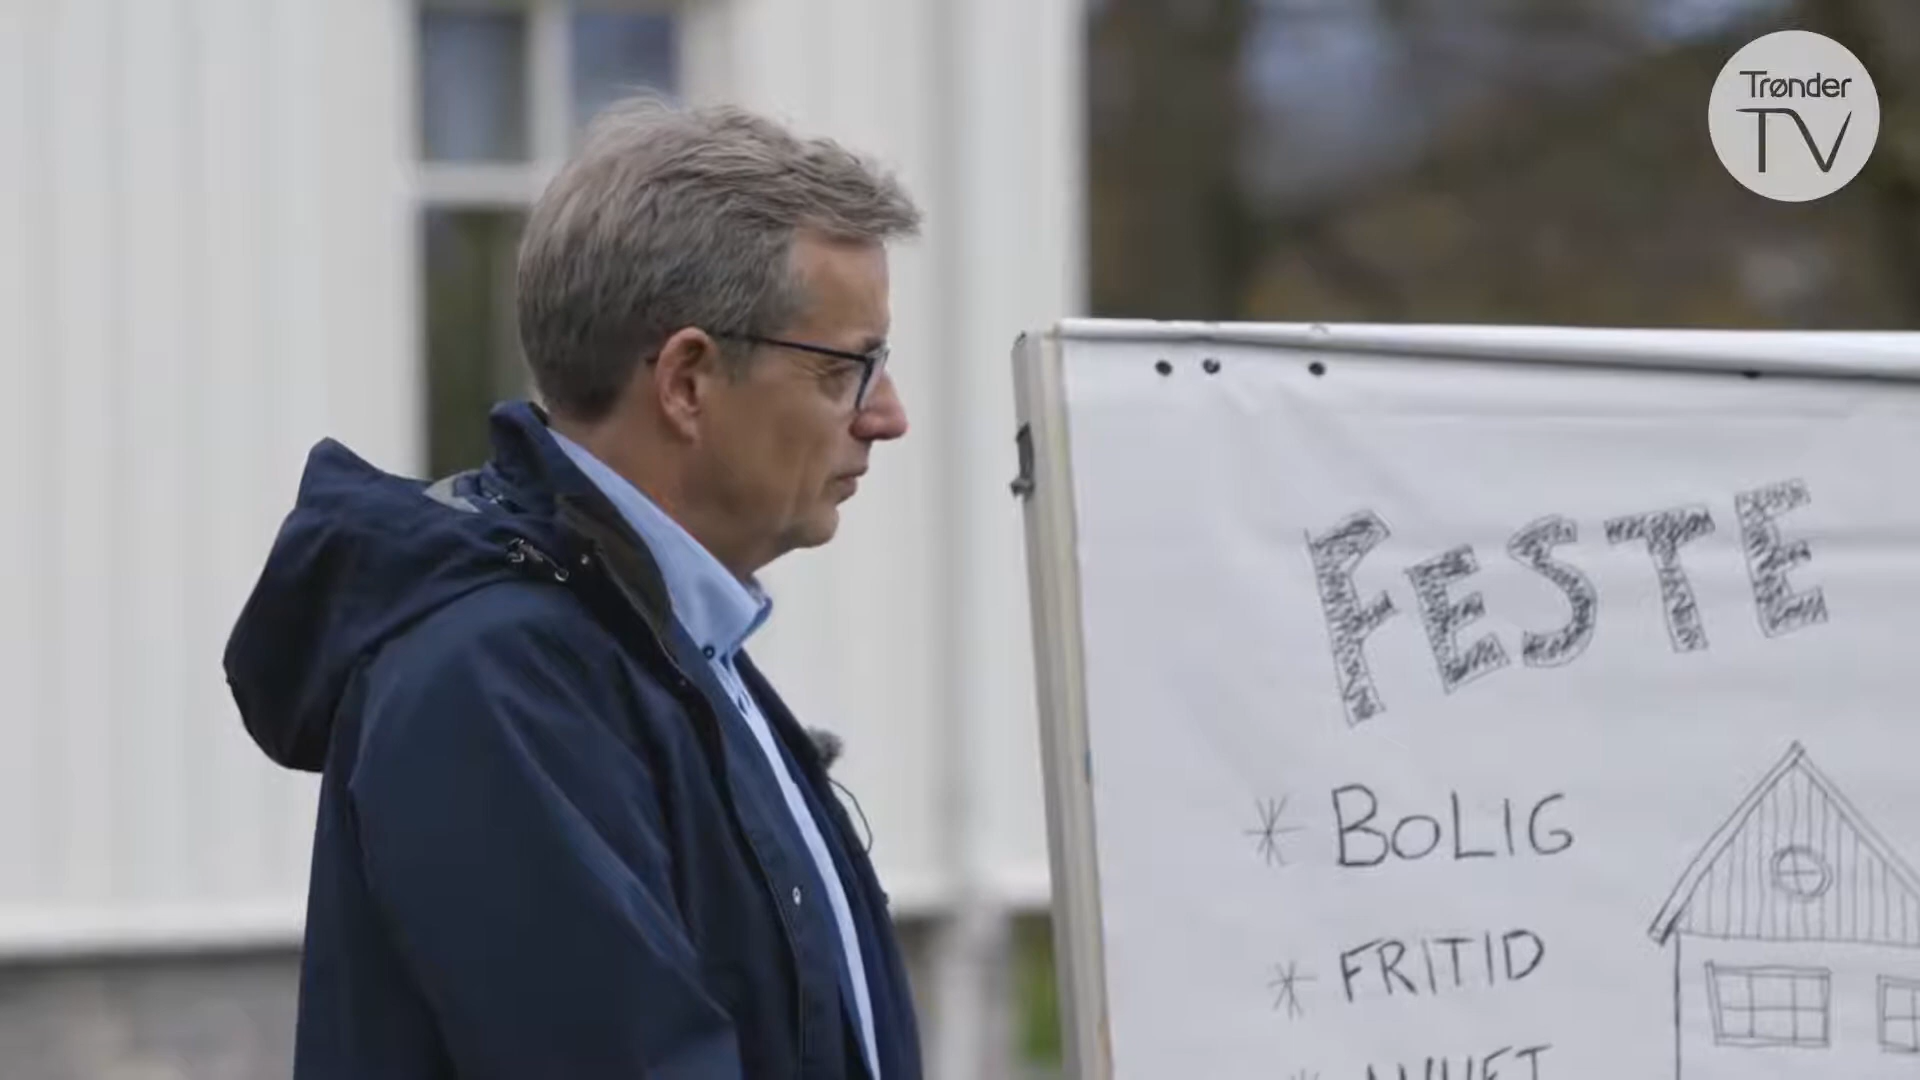 Trønder
TV
FESTE
* BOLIG
* FRITID